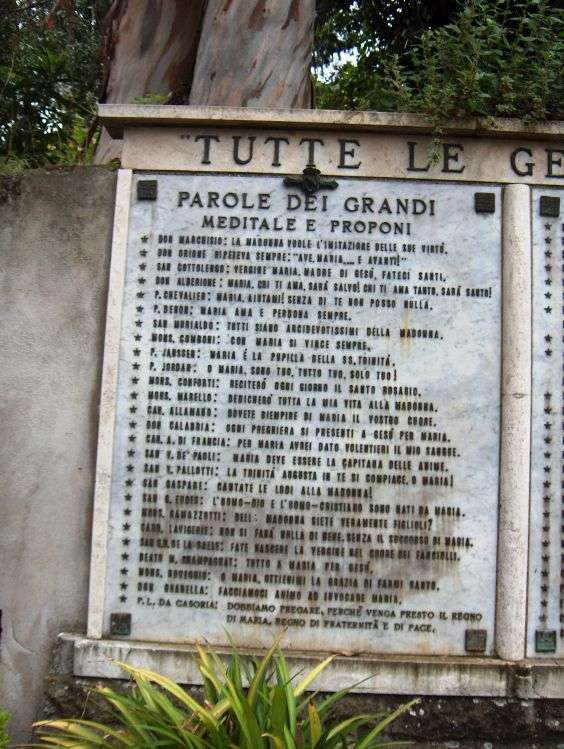 "TUTTE LE GE
PAROLE DEI GRANDI
MEDITALE E PROPONI
★ DON MARCHISIO: LA MADONNA VUOLE L'IMITAZIONE DELLE SUE VIRTÙ.
★ DON ORIONE RIPETEVA SEMPRE: "AVE, MARIA,... E AVANTI"
★ SAN COTTOLENGO: VERGINE MARIA, MADRE DI GESÙ, FATECI SANTI.
★ DON ALBERIONE: MARIA, CHI TI AMA, SARÀ SALVO! CHI TI AMA TANTO, SARÀ SANTO!
★ P. CHEVALIER: MARIA, AIUTAMI! SENZA DI TE NON POSSO NULLA.
★ P. DEHON: MARIA AMA E PERDONA SEMPRE.
★ SAN MURIALDO: TUTTI SIANO DEVOTISSIMI DELLA MADONNA.
★ MONS. COMBONI: CON MARIA SI VINCE SEMPRE.
★ P. JANSSEN: MARIA È LA PUPILLA DELLA SS. TRINITÀ.
★ P. JORDAN: O MARIA, SONO TUO, TUTTO TUO, SOLO TUO!
★ MONS. CONFORTI: RECITERÒ OGNI GIORNO IL SANTO ROSARIO.
★ MONS. MARELLO: DEDICHERÒ TUTTA LA MIA VITA ALLA MADONNA.
★ CAN. ALLAMANO: DOVETE RIEMPIRE DI MARIA IL VOSTRO CUORE.
★ DON CALABRIA: OGNI PREGHIERA SI PRESENTI A GESÙ PER MARIA.
★ CAN. A. DI FRANCIA: PER MARIA AVREI DATO VOLENTIERI IL MIO SANGUE.
★ SAN V. DE' PAOLI: MARIA DEVE ESSERE LA CAPITANA DELLE ANIME.
★ SAN V. PALLOTTI: LA TRINITÀ AUGUSTA IN TE SI COMPIACE, O MARIA!
★ SAN GASPARE: CANTATE LE LODI ALLA MADONNA!
★ SAN G. EUDES: L'UOMO-DIO E L'UOMO-CRISTIANO SONO NATI DA MARIA.
★ MONS. RAMAZZOTTI: DELLA MADONNA SIETE VERAMENTE FIGLIOLI?
★ CARD. LAVIGERIE: NON SI FARÀ NULLA DI BENE, SENZA IL SOCCORSO DI MARIA.
★ SAN G.B. DE LA SALLE: FATE NASCERE LA VERGINE NEL CUORE DEI FANCIULLI.
★ BEATO M. CHAMPAGNAT: TUTTO A MARIA PER GESÙ.
★ MONS. ROVEGGIO: O MARIA, OTTIENIMI LA GRAZIA DI FARMI SANTO.
★ DON GUANELLA: FACCIAMOCI ANIMO AD INVOCARE MARIA.
★ P. L. DA CASORIA: DOBBIAMO PREGARE, PERCHÈ VENGA PRESTO IL REGNO
DI MARIA, REGNO DI FRATERNITÀ E DI PACE.